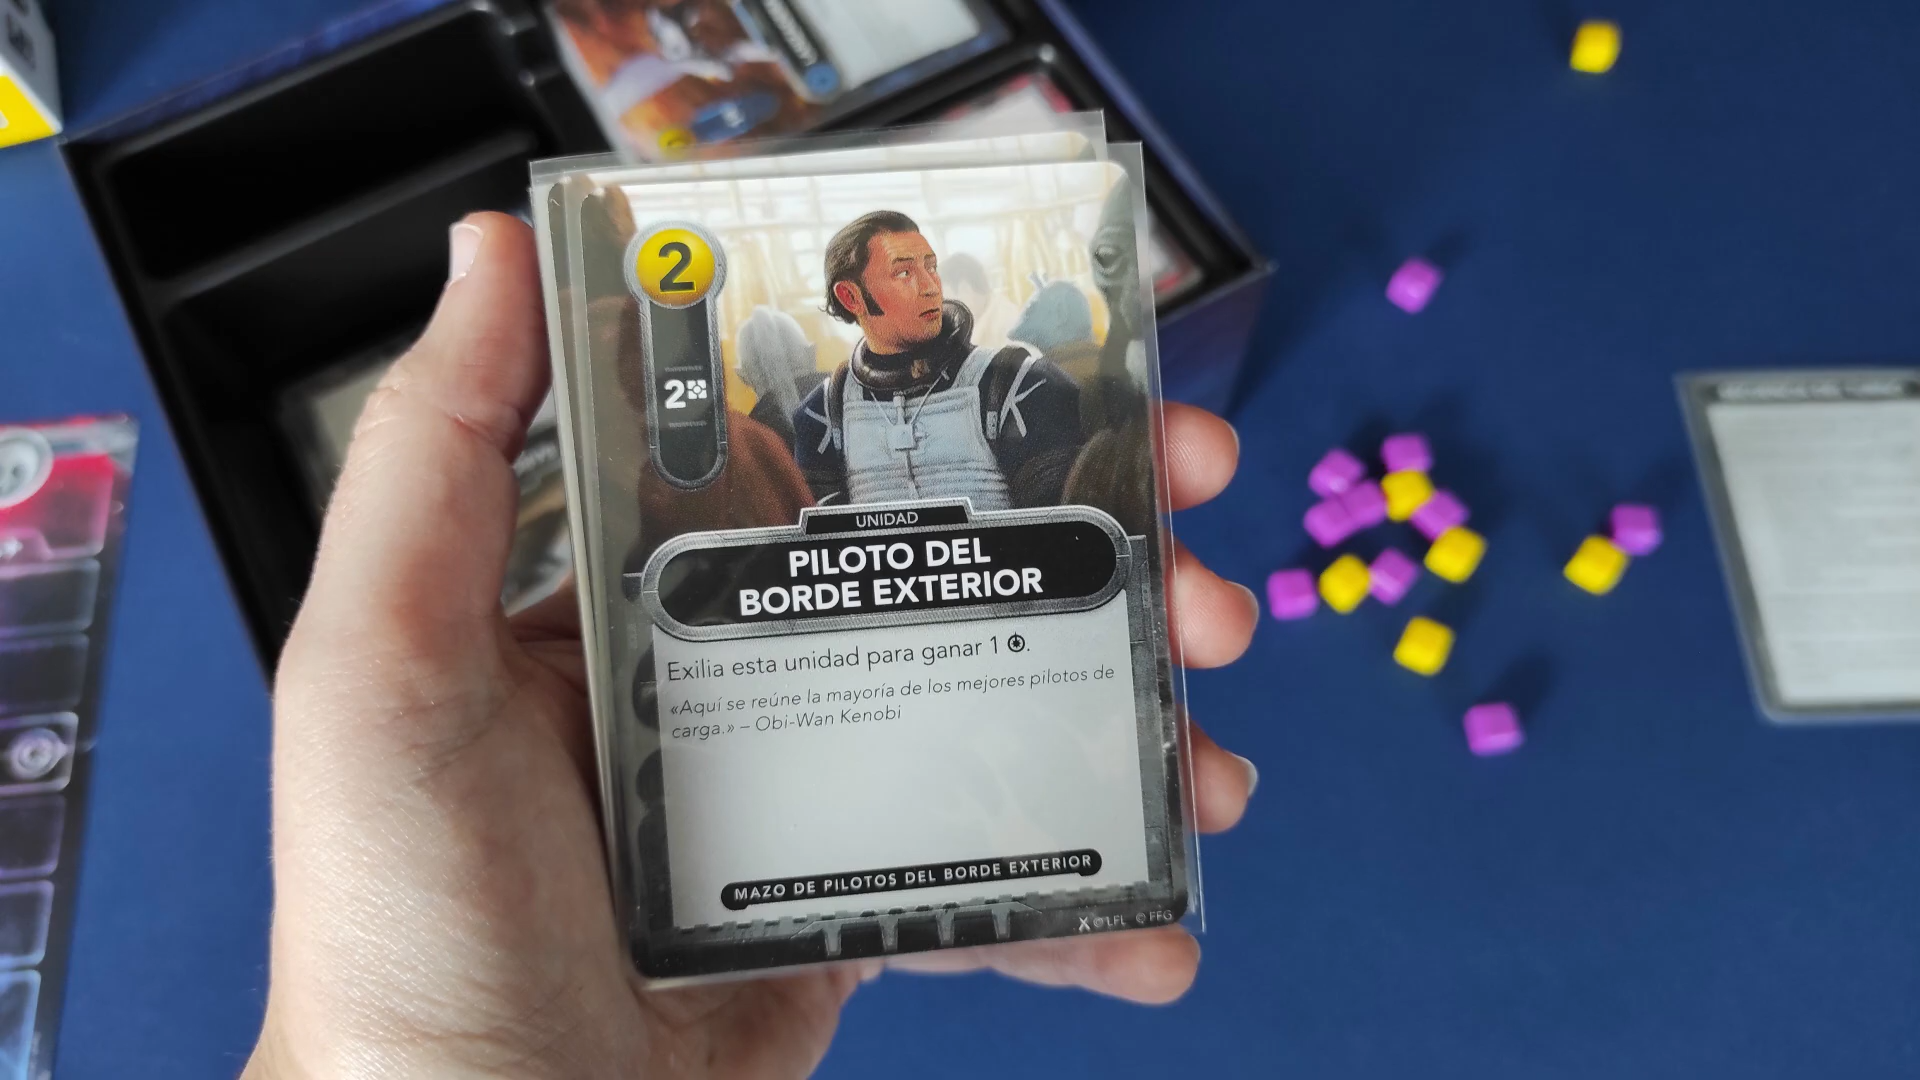 2
2
UNIDAD
PILOTO DEL
BORDE EXTERIOR
Exilia esta unidad para ganar 1 .
«Aquí se reúne la mayoría de los mejores pilotos de
carga.» – Obi-Wan Kenobi
MAZO DE PILOTOS DEL BORDE EXTERIOR
© LFL © FFG